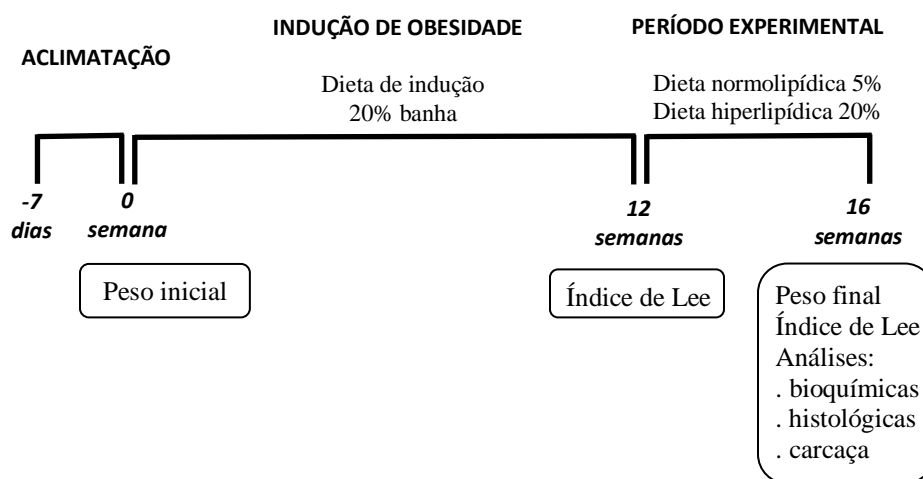 ACLIMATAÇÃO
INDUÇÃO DE OBESIDADE
Dieta de indução
20% banha
PERÍODO EXPERIMENTAL
Dieta normolipídica 5%
Dieta hiperlipídica 20%
-7
dias
0
semana
12
semanas
16
semanas
Peso inicial
Índice de Lee
Peso final
Índice de Lee
Análises:
. bioquímicas
. histológicas
. carcaça